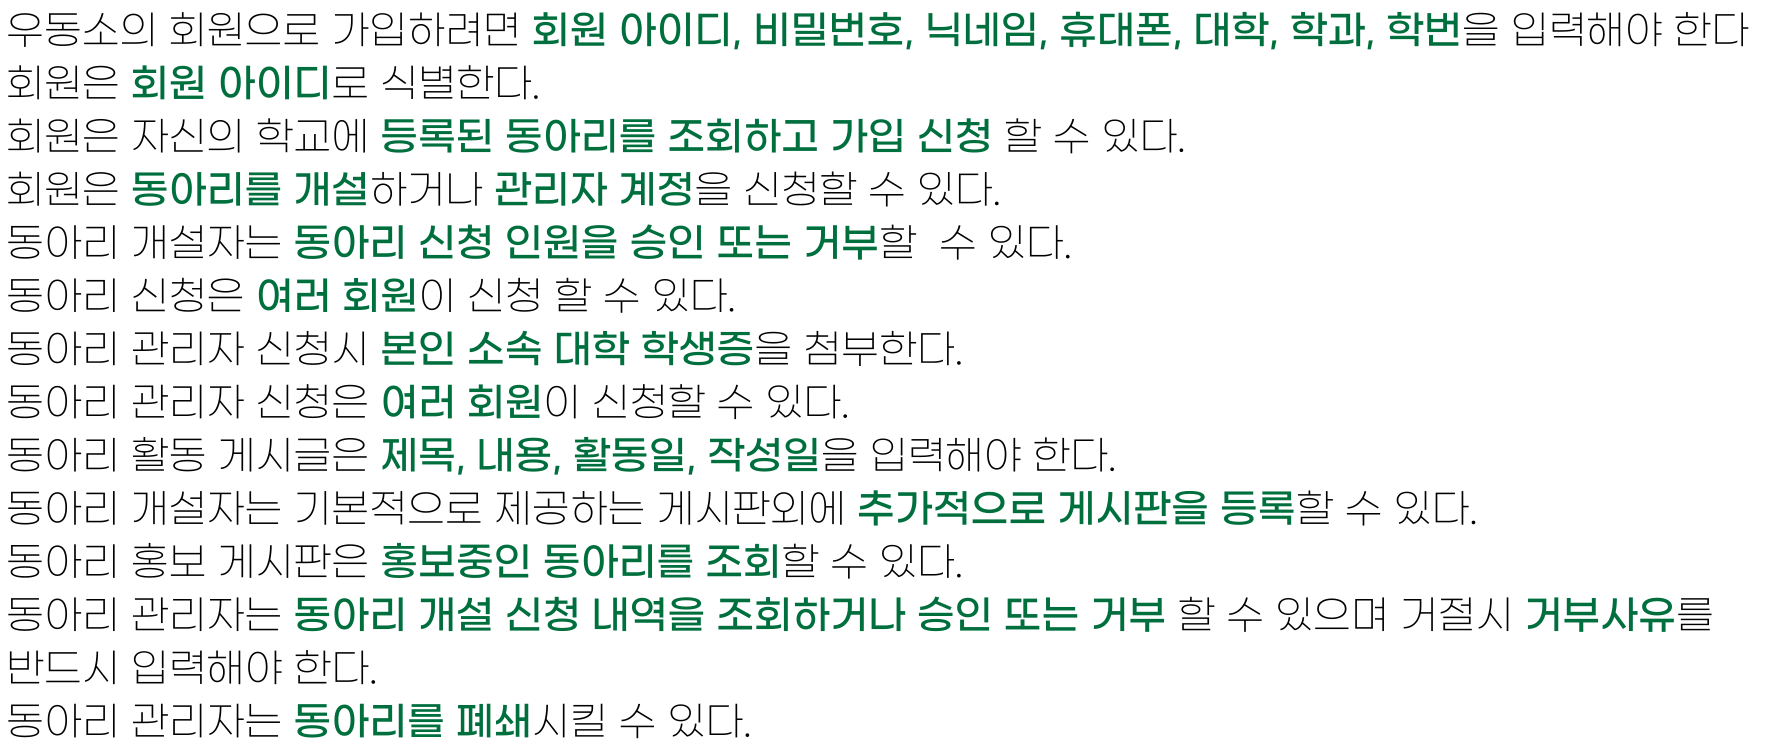 우동소의 회원으로 가입하려면 회원 아이디, 비밀번호, 닉네임, 휴대폰, 대학, 학과, 학번을 입력해야 한다
회원은 회원 아이디로 식별한다.
회원은 자신의 학교에 등록된 동아리를 조회하고 가입 신청 할 수 있다.
회원은 동아리를 개설하거나 관리자 계정을 신청할 수 있다.
동아리 개설자는 동아리 신청 인원을 승인 또는 거부할  수 있다.
동아리 신청은 여러 회원이 신청 할 수 있다.
동아리 관리자 신청시 본인 소속 대학 학생증을 첨부한다.
동아리 관리자 신청은 여러 회원이 신청할 수 있다.
동아리 활동 게시글은 제목, 내용, 활동일, 작성일을 입력해야 한다.
동아리 개설자는 기본적으로 제공하는 게시판외에 추가적으로 게시판을 등록할 수 있다.
동아리 홍보 게시판은 홍보중인 동아리를 조회할 수 있다.
동아리 관리자는 동아리 개설 신청 내역을 조회하거나 승인 또는 거부 할 수 있으며 거절시 거부사유를
반드시 입력해야 한다.
동아리 관리자는 동아리를 폐쇄시킬 수 있다.